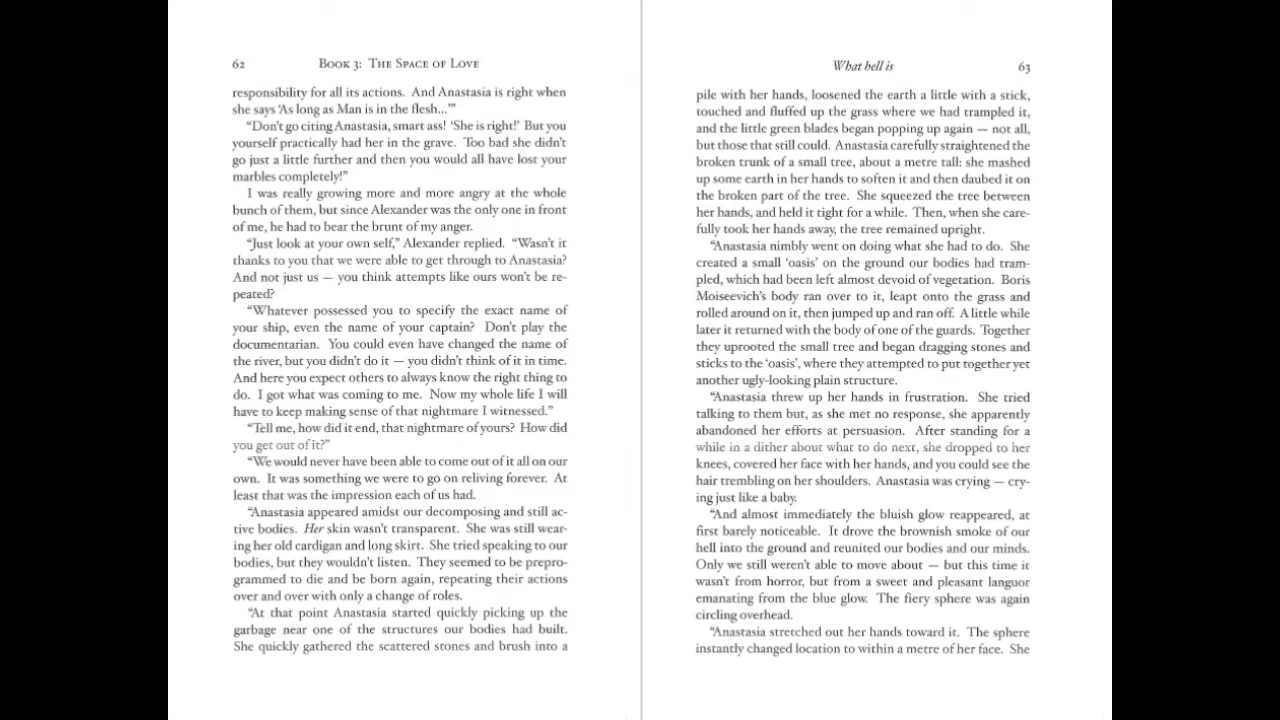 62
BOOK 3: THE SPACE OF LOVE
responsibility for all its actions. And Anastasia is right when
she says ‘As long as Man is in the flesh...’”
“Don’t go citing Anastasia, smart ass! ‘She is right!’ But you
yourself practically had her in the grave. Too bad she didn’t
go just a little further and then you would all have lost your
marbles completely!”
I was really growing more and more angry at the whole
bunch of them, but since Alexander was the only one in front
of me, he had to bear the brunt of my anger.
“Just look at your own self,” Alexander replied. “Wasn’t it
thanks to you that we were able to get through to Anastasia?
And not just us — you think attempts like ours won’t be re-
peated?
“Whatever possessed you to specify the exact name of
your ship, even the name of your captain? Don’t play the
documentarian. You could even have changed the name of
the river, but you didn’t do it — you didn’t think of it in time.
And here you expect others to always know the right thing to
do. I got what was coming to me. Now my whole life I will
have to keep making sense of that nightmare I witnessed.”
“Tell me, how did it end, that nightmare of yours? How did
you get out of it?”
“We would never have been able to come out of it all on our
own. It was something we were to go on reliving forever. At
least that was the impression each of us had.
“Anastasia appeared amidst our decomposing and still ac-
tive bodies. Her skin wasn’t transparent. She was still wear-
ing her old cardigan and long skirt. She tried speaking to our
bodies, but they wouldn’t listen. They seemed to be prepro-
grammed to die and be born again, repeating their actions
over and over with only a change of roles.
“At that point Anastasia started quickly picking up the
garbage near one of the structures our bodies had built.
She quickly gathered the scattered stones and brush into a
What hell is
63
pile with her hands, loosened the earth a little with a stick,
touched and fluffed up the grass where we had trampled it,
and the little green blades began popping up again — not all,
but those that still could. Anastasia carefully straightened the
broken trunk of a small tree, about a metre tall: she mashed
up some earth in her hands to soften it and then daubed it on
the broken part of the tree. She squeezed the tree between
her hands, and held it tight for a while. Then, when she care-
fully took her hands away, the tree remained upright.
“Anastasia nimbly went on doing what she had to do. She
created a small ‘oasis’ on the ground our bodies had tram-
pled, which had been left almost devoid of vegetation. Boris
Moiseevich’s body ran over to it, leapt onto the grass and
rolled around on it, then jumped up and ran off. A little while
later it returned with the body of one of the guards. Together
they uprooted the small tree and began dragging stones and
sticks to the ‘oasis’, where they attempted to put together yet
another ugly-looking plain structure.
“Anastasia threw up her hands in frustration. She tried
talking to them but, as she met no response, she apparently
abandoned her efforts at persuasion. After standing for a
while in a dither about what to do next, she dropped to her
knees, covered her face with her hands, and you could see the
hair trembling on her shoulders. Anastasia was crying — cry-
ing just like a baby.
“And almost immediately the bluish glow reappeared, at
first barely noticeable. It drove the brownish smoke of our
hell into the ground and reunited our bodies and our minds.
Only we still weren’t able to move about — but this time it
wasn’t from horror, but from a sweet and pleasant languor
emanating from the blue glow. The fiery sphere was again
circling overhead.
“Anastasia stretched out her hands toward it. The sphere
instantly changed location to within a metre of her face. She